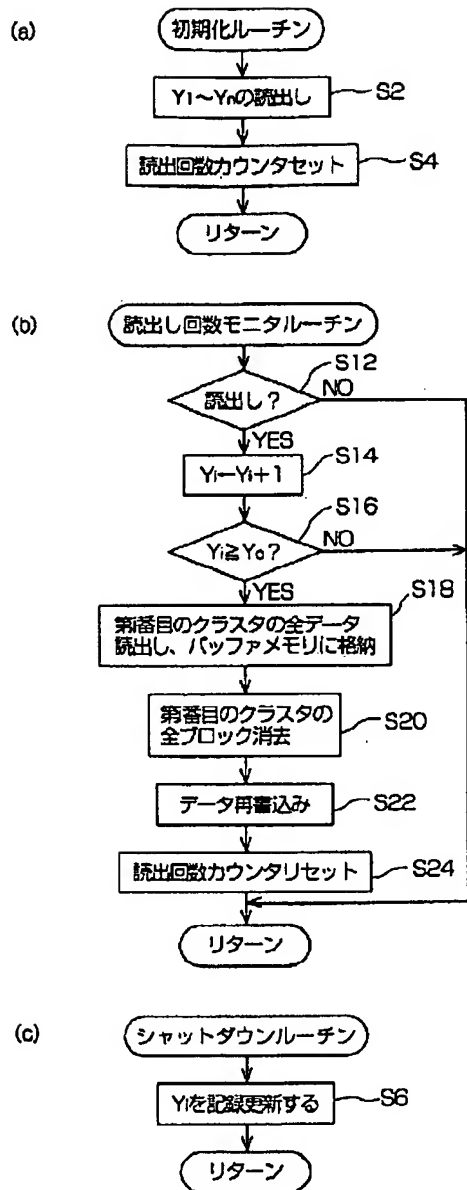 (a)
初期化ルーチン
Y1～Ynの読出し
S2
読出回数カウンタセット
S4
リターン
(b)
読出し回数モニタルーチン
S12
読出し？
NO
YES
S14
Yi←Yi+1
S16
Yi≧Yo？
NO
YES
S18
第i番目のクラスタの全データ
読出し、バッファメモリに格納
第i番目のクラスタの
全ブロック消去
S20
データ再書込み
S22
読出回数カウンタリセット
S24
リターン
(c)
シャットダウンルーチン
Yiを記録更新する
S6
リターン